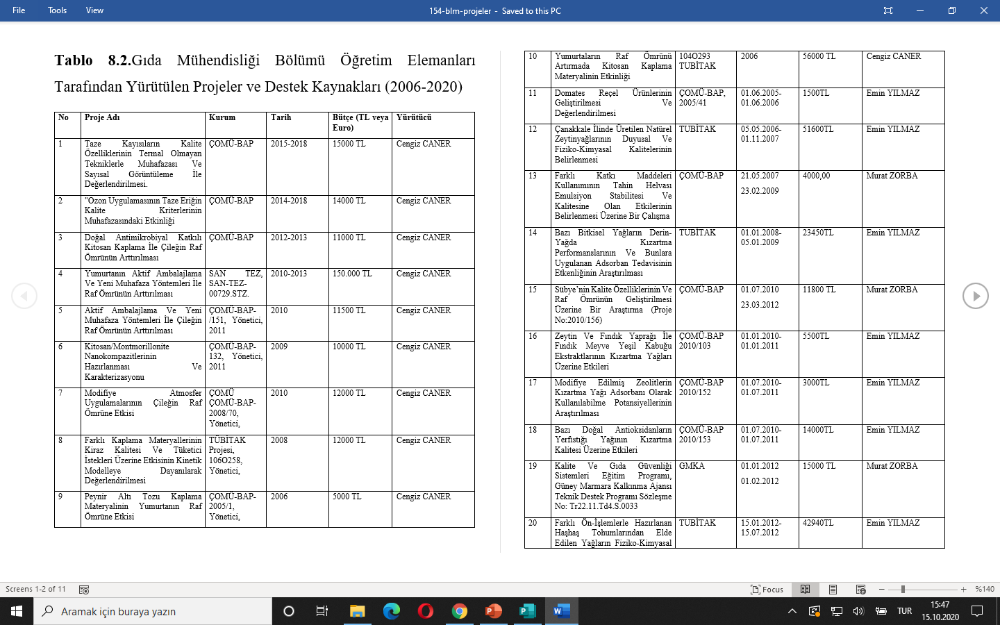 File Tools View 154-blm-projeler - Saved to this PC
Tablo 8.2.Gıda Mühendisliği Bölümü Öğretim Elemanları
Tarafından Yürütülen Projeler ve Destek Kaynakları (2006-2020)
No Proje Adı Kurum Tarih Bütçe (TL veya Yürütücü
Euro)
1 Taze Kayısıların Kalite ÇOMÜ-BAP 2015-2018 15000 TL Cengiz CANER
Özelliklerinin Termal Olmayan
Tekniklerle Muhafazası Ve
Sayısal Görüntüleme İle
Değerlendirilmesi.
2 "Ozon Uygulamasının Taze Eriğin ÇOMÜ-BAP 2014-2018 14000 TL Cengiz CANER
Kalite Kriterlerinin
Muhafazasındaki Etkinliği
3 Doğal Antimikrobiyal Katkılı ÇOMÜ-BAP 2012-2013 11000 TL Cengiz CANER
Kitosan Kaplama İle Çileğin Raf
Ömrünün Arttırılması
4 Yumurtanın Aktif Ambalajlama SAN TEZ, 2010-2013 150.000 TL Cengiz CANER
Ve Yeni Muhafaza Yöntemleri İle SAN-TEZ-
Raf Ömrünün Arttırılması 00729.STZ.
5 Aktif Ambalajlama Ve Yeni ÇOMÜ-BAP- 2010 11500 TL Cengiz CANER
Muhafaza Yöntemleri İle Çileğin /151, Yönetici,
Raf Ömrünün Arttırılması 2011
6 Kitosan/Montmorillonite ÇOMÜ-BAP- 2009 10000 TL Cengiz CANER
Nanokompazitlerinin 132, Yönetici,
Hazırlanması Ve 2011
Karakterizasyonu
7 Modifiye Atmosfer ÇOMÜ 2010 12000 TL Cengiz CANER
Uygulamalarının Çileğin Raf ÇOMÜ-BAP-
Ömrüne Etkisi 2008/70,
Yönetici,
8 Farklı Kaplama Materyallerinin TÜBİTAK 2008 12000 TL Cengiz CANER
Kiraz Kalitesi Ve Tüketici Projesi,
İstekleri Üzerine Etkisinin Kinetik 106O258,
Modelleye Dayanılarak Yönetici,
Değerlendirilmesi
9 Peynir Altı Tozu Kaplama ÇOMÜ-BAP- 2006 5000 TL Cengiz CANER
Materyalinin Yumurtanın Raf 2005/1,
Ömrüne Etkisi Yönetici,
10 Yumurtaların Raf Ömrünü 104O293 2006 56000 TL Cengiz CANER
Artırmada Kitosan Kaplama TUBİTAK
Materyalinin Etkinliği
11 Domates Reçel Ürünlerinin ÇOMÜ-BAP, 01.06.2005- 1500TL Emin YILMAZ
Geliştirilmesi Ve 2005/41 01.06.2006
Değerlendirilmesi
12 Çanakkale İlinde Üretilen Natürel TUBİTAK 05.05.2006- 51600TL Emin YILMAZ
Zeytinyağlarının Duyusal Ve 01.11.2007
Fiziko-Kimyasal Kalitelerinin
Belirlenmesi
13 Farklı Katkı Maddeleri ÇOMÜ-BAP 21.05.2007 4000,00 Murat ZORBA
Kullanımının Tahin Helvası 23.02.2009
Emulsiyon Stabilitesi Ve
Kalitesine Olan Etkilerinin
Belirlenmesi Üzerine Bir Çalışma
14 Bazı Bitkisel Yağların Derin- TUBİTAK 01.01.2008- 23450TL Emin YILMAZ
Yağda Kızartma 05.01.2009
Performanslarının Ve Bunlara
Uygulanan Adsorban Tedavisinin
Etkenliğinin Araştırılması
15 Sübye’nin Kalite Özelliklerinin Ve ÇOMÜ-BAP 01.07.2010 11800 TL Murat ZORBA
Raf Ömrünün Geliştirilmesi 23.03.2012
Üzerine Bir Araştırma (Proje
No:2010/156)
16 Zeytin Ve Fındık Yaprağı İle ÇOMÜ-BAP 01.01.2010- 5500TL Emin YILMAZ
Fındık Meyve Yeşil Kabuğu 2010/103 01.01.2011
Ekstraktlarının Kızartma Yağları
Üzerine Etkileri
17 Modifiye Edilmiş Zeolitlerin ÇOMÜ-BAP 01.07.2010- 3000TL Emin YILMAZ
Kızartma Yağı Adsorbanı Olarak 2010/152 01.07.2011
Kullanılabilme Potansiyellerinin
Araştırılması
18 Bazı Doğal Antioksidanların ÇOMÜ-BAP 01.07.2010- 14000TL Emin YILMAZ
Yerfıstığı Yağının Kızartma 2010/153 01.07.2011
Kalitesi Üzerine Etkileri
19 Kalite Ve Gıda Güvenliği GMKA 01.01.2012 15000 TL Murat ZORBA
Sistemleri Eğitim Programı, 01.02.2012
Güney Marmara Kalkınma Ajansı
Teknik Destek Programı Sözleşme
No: Tr22.11.Td4.S.0033
20 Farklı Ön-İşlemlerle Hazırlanan TUBİTAK 15.01.2012- 42940TL Emin YILMAZ
Haşhaş Tohumlarından Elde 15.07.2012
Edilen Yağların Fiziko-Kimyasal
Screens 1-2 of 11 Focus %140
Aramak için buraya yazın TUR 15:47
15.10.2020